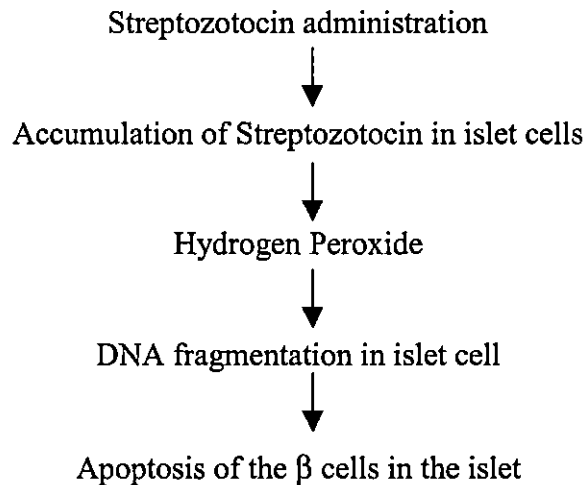 Streptozotocin administration
Accumulation of Streptozotocin in islet cells
Hydrogen Peroxide
DNA fragmentation in islet cell
Apoptosis of the β cells in the islet